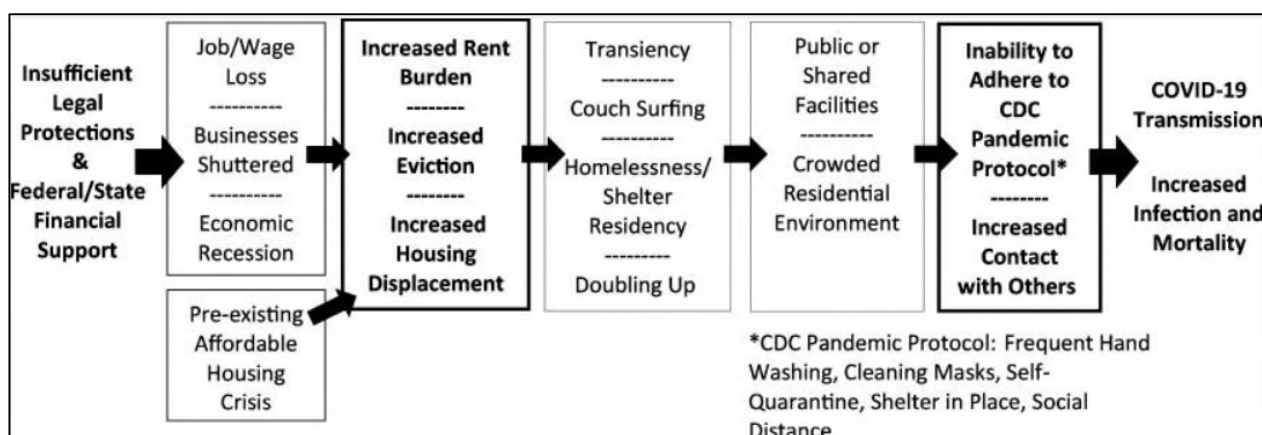 Insufficient
Legal
Protections
&
Federal/State
Financial
Support
Job/Wage
Loss
----------
Businesses
Shuttered
----------
Economic
Recession
Pre-existing
Affordable
Housing
Crisis
Increased Rent
Burden
--------
Increased
Eviction
--------
Increased
Housing
Displacement
Transiency
----------
Couch Surfing
----------
Homelessness/
Shelter
Residency
---------
Doubling Up
Public or
Shared
Facilities
----------
Crowded
Residential
Environment
Inability to
Adhere to
CDC
Pandemic
Protocol*
--------
Increased
Contact
with Others
COVID-19
Transmission
Increased
Infection and
Mortality
*CDC Pandemic Protocol: Frequent Hand
Washing, Cleaning Masks, Self-
Quarantine, Shelter in Place, Social
Distance